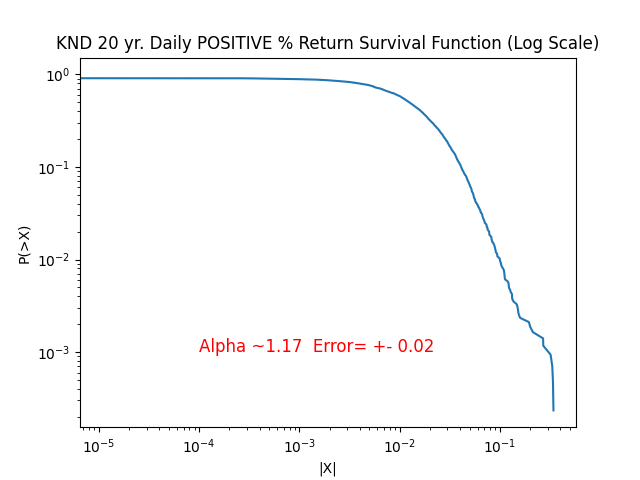 KND 20 yr. Daily POSITIVE % Return Survival Function (Log Scale)
10⁰
10⁻¹
10⁻²
10⁻³
P(>X)
Alpha ~1.17  Error= +- 0.02
10⁻⁵ 10⁻⁴ 10⁻³ 10⁻² 10⁻¹
|X|